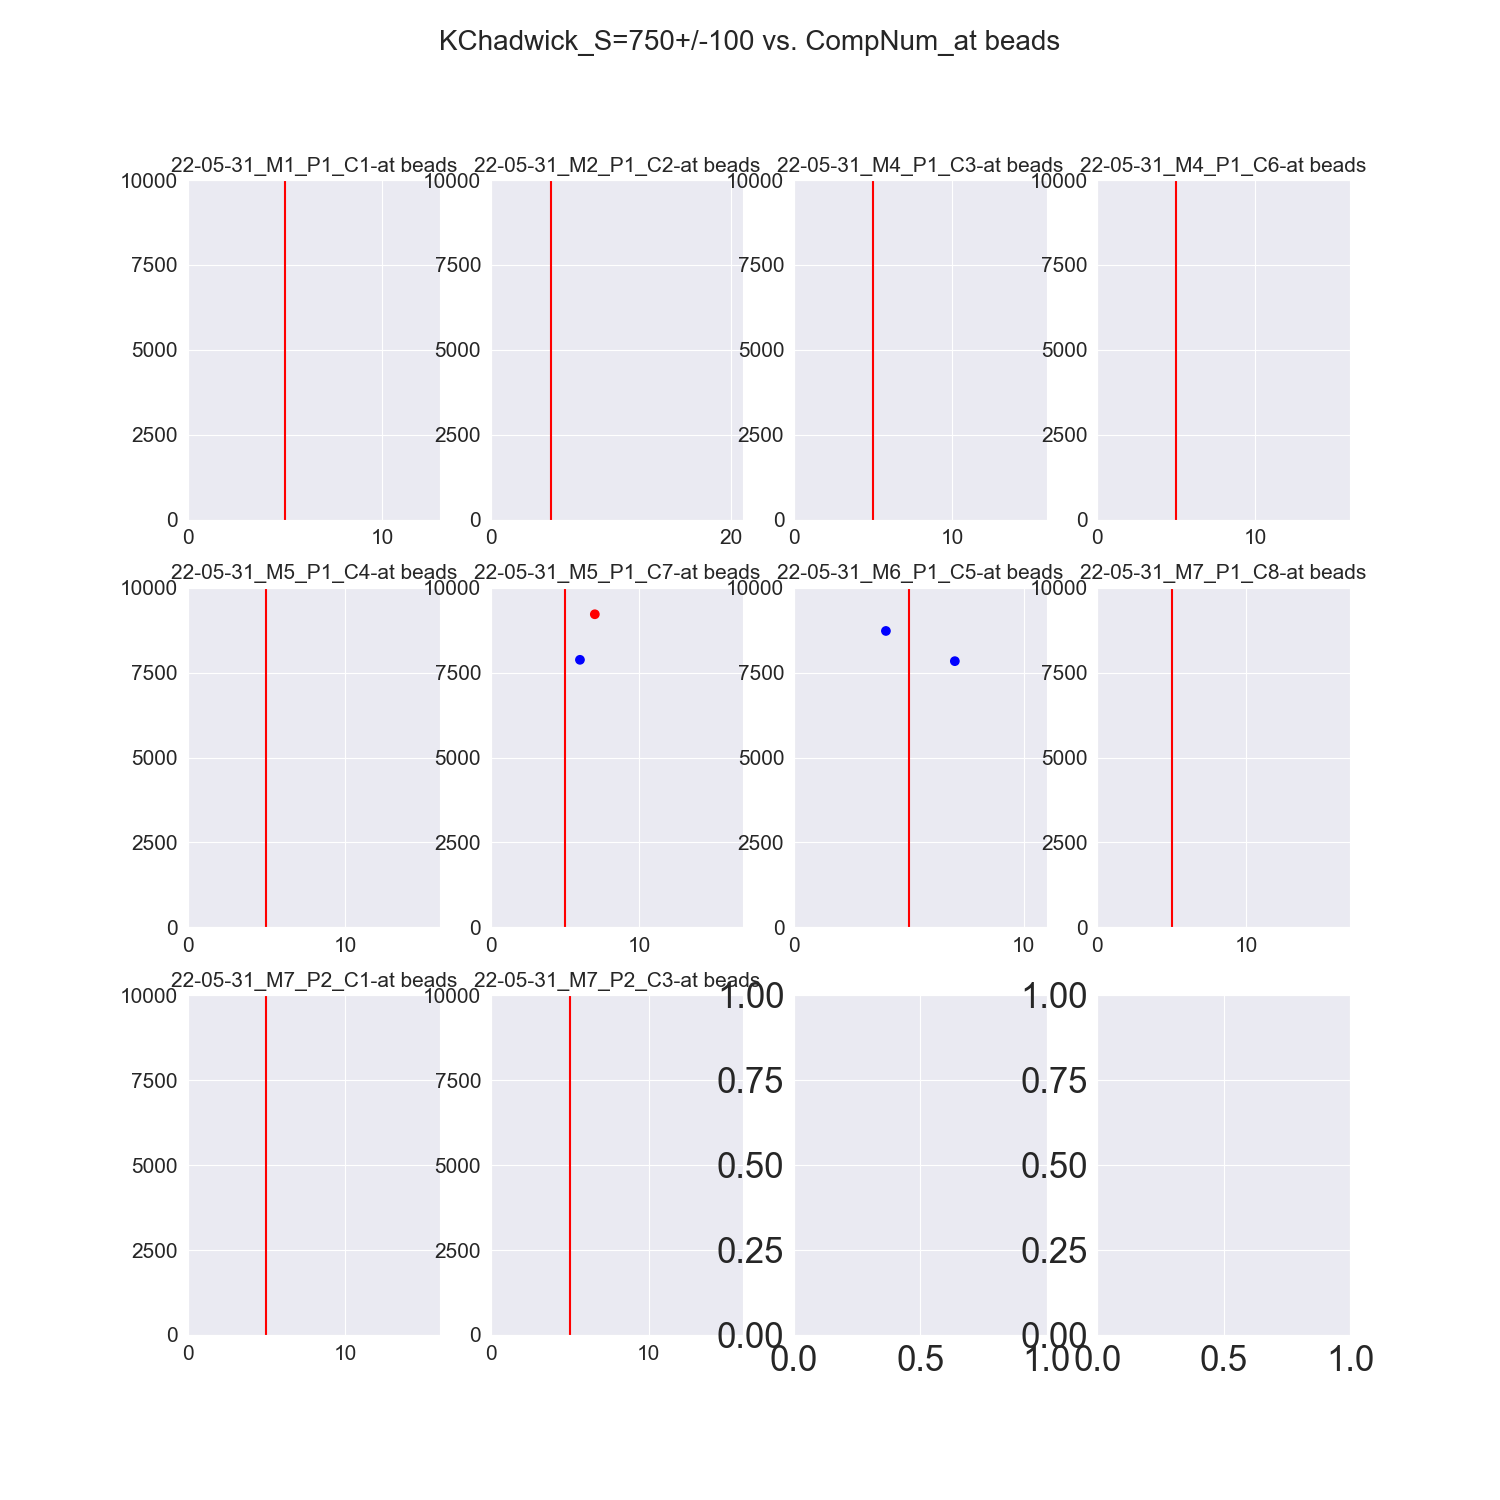 KChadwick_S=750+/-100 vs. CompNum_at beads
22-05-31_M1_P1_C1-at beads
22-05-31_M2_P1_C2-at beads
22-05-31_M4_P1_C3-at beads
22-05-31_M4_P1_C6-at beads
10000 10000 10000 10000
7500 7500 7500 7500
5000 5000 5000 5000
2500 2500 2500 2500
0 0 0 0
0 10 0 20 0 10 0 10
22-05-31_M5_P1_C4-at beads
22-05-31_M5_P1_C7-at beads
22-05-31_M6_P1_C5-at beads
22-05-31_M7_P1_C8-at beads
10000 10000 10000 10000
7500 7500 7500 7500
5000 5000 5000 5000
2500 2500 2500 2500
0 0 0 0
0 10 0 10 0 10 0 10
22-05-31_M7_P2_C1-at beads
22-05-31_M7_P2_C3-at beads
10000 10000 1.00 1.00
7500 7500 0.75 0.75
5000 5000 0.50 0.50
2500 2500 0.25 0.25
0 0 0.00 0.00
0 10 0 10 0.0 0.5 1.0 0.0 0.5 1.0